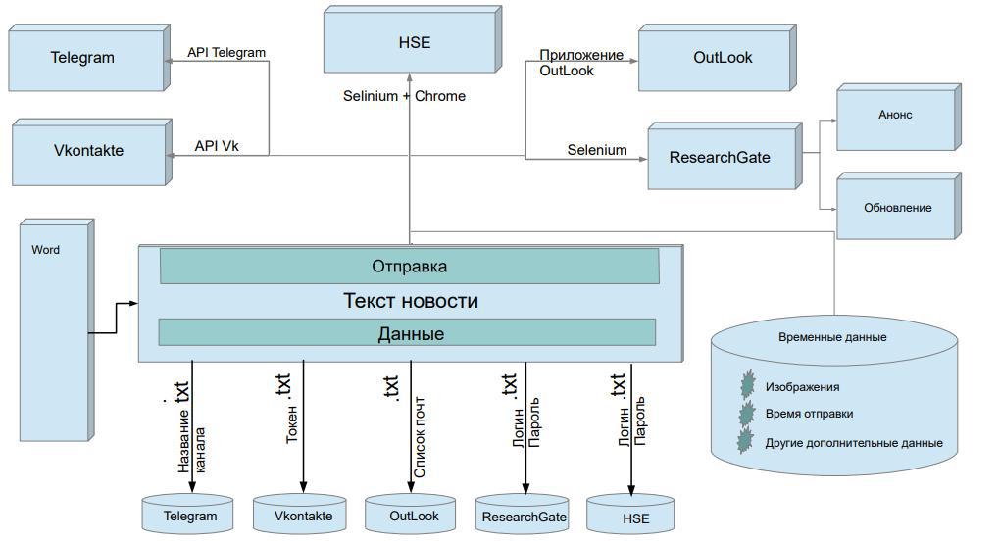 Telegram
API Telegram
HSE
Приложение
OutLook
OutLook
Selinium + Chrome
Анонс
Vkontakte
API Vk
Selenium
ResearchGate
Обновление
Word
Отправка
Текст новости
Данные
Временные данные
Изображения
Время отправки
Другие дополнительные данные
.txt
Название
канала
.txt
Токен
.txt
Список почт
.txt
Логин
Пароль
.txt
Логин
Пароль
Telegram
Vkontakte
OutLook
ResearchGate
HSE